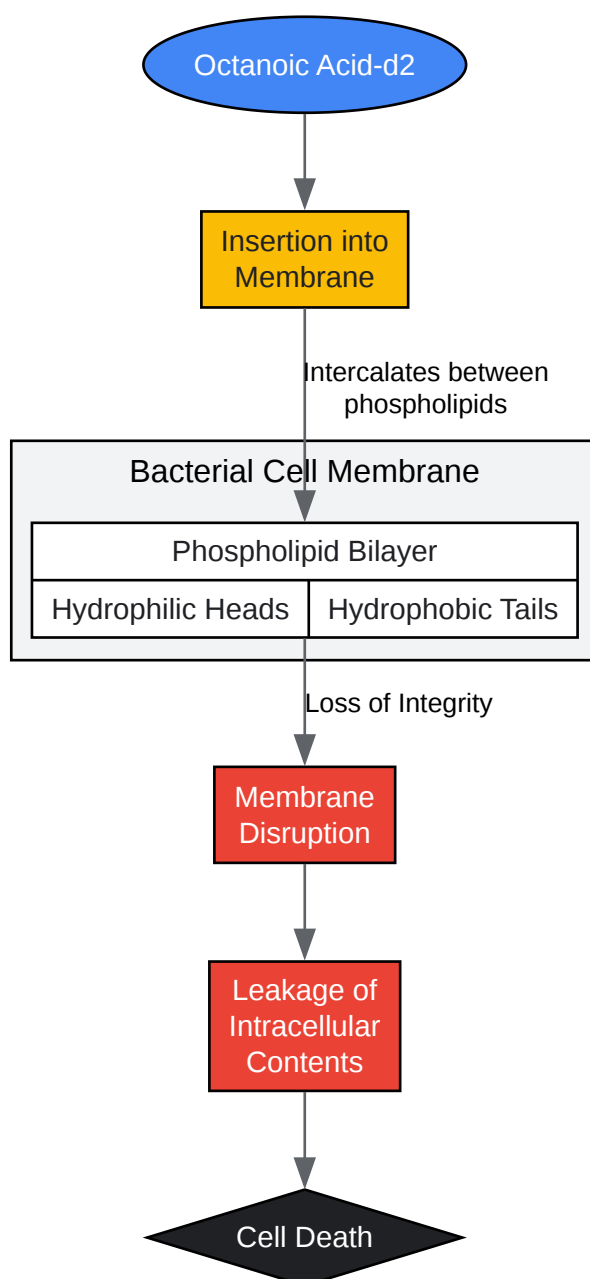 Octanoic Acid-d2
Insertion into
Membrane
Intercalates between
phospholipids
Bacterial Cell Membrane
Phospholipid Bilayer
Hydrophilic Heads
Hydrophobic Tails
Loss of Integrity
Membrane
Disruption
Leakage of
Intracellular
Contents
Cell Death